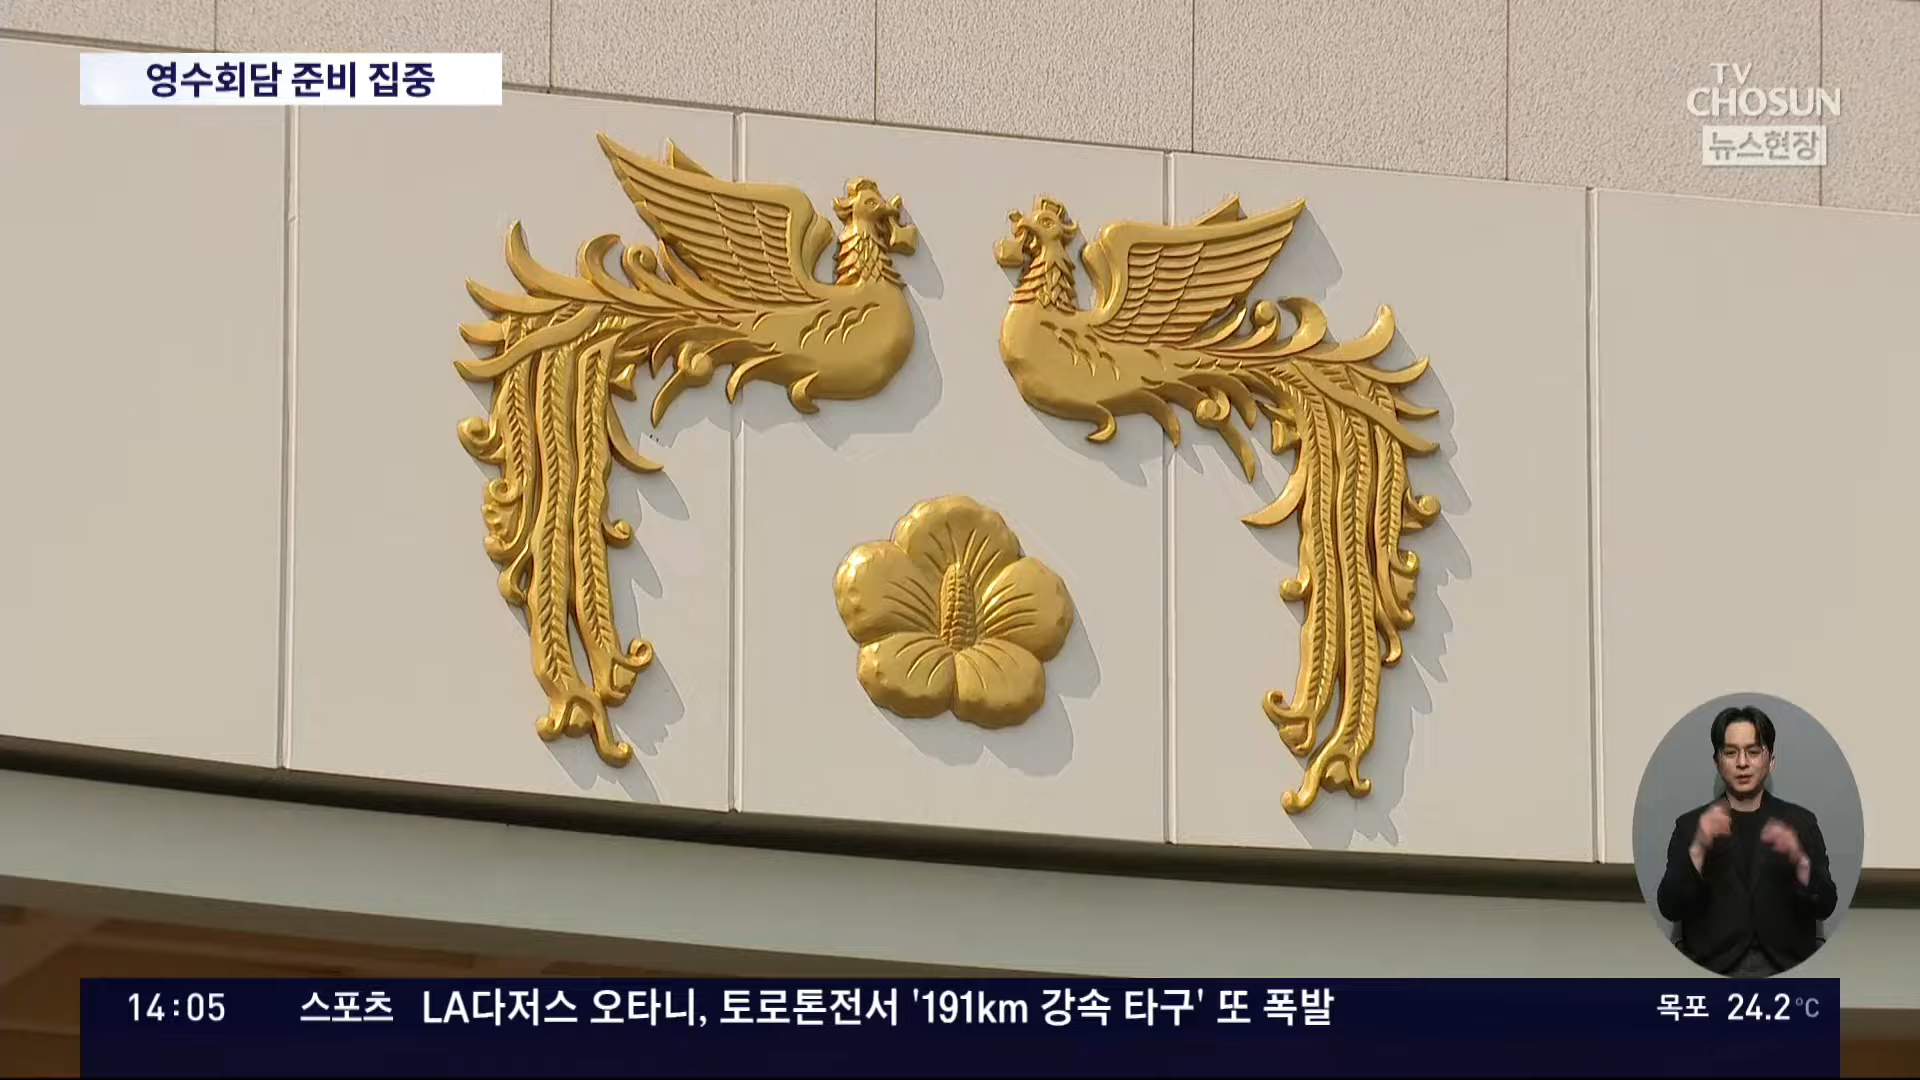 영수회담 준비 집중
TV
CHOSUN
뉴스현장
14:05 스포츠 LA다저스 오타니, 토로톤전서 '191km 강속 타구' 또 폭발 목포 24.2°C